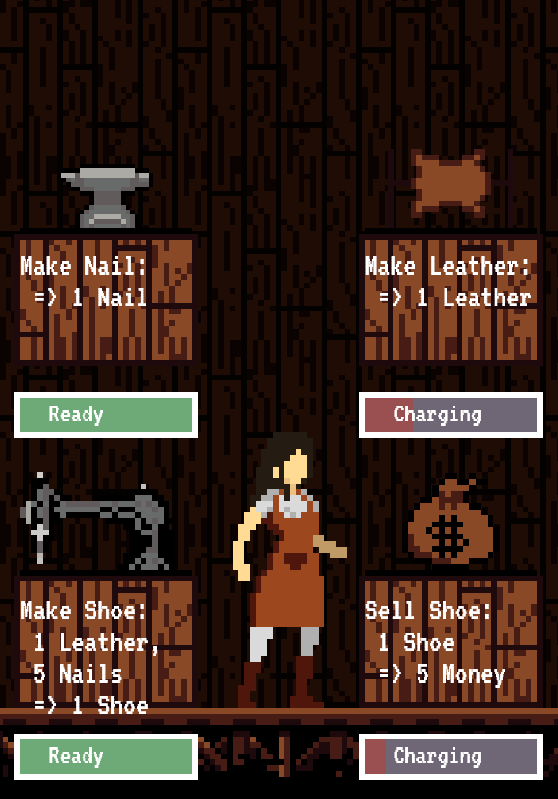 Make Nail:
=> 1 Nail
Make Leather:
=> 1 Leather
Ready
Charging
Make Shoe:
1 Leather,
5 Nails
=> 1 Shoe
Sell Shoe:
1 Shoe
=> 5 Money
Ready
Charging